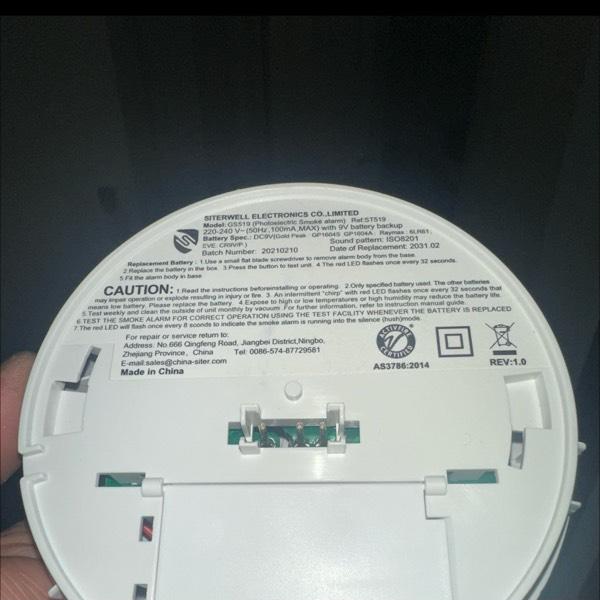 SITERWELL ELECTRONICS CO.,LIMITED
Model: GS519 (Photoelectric Smoke alarm) Ref:ST519
220-240 V~ (50Hz,100mA,MAX) with 9V battery backup
Battery Spec.: DC9V(Gold Peak GP1604S GP1604A , Raymax : 6LR61,
EVE, CR9V/P.) Sound pattern: ISO8201
Batch Number: 20210210 Date of Replacement: 2031.02
Replacement Battery : 1.Use a small flat blade screwdriver to remove alarm body from the base.
2.Replace the battery in the box 3.Press the button to test unit. 4.The red LED flashes once every 32 seconds.
5.Fit the alarm body in base
CAUTION: 1.Read the instructions beforeinstalling or operating. 2.Only specified battery used. The other batteries
may impair operation or explode resulting in injury or fire. 3. An intermittent "chirp" with red LED flashes once every 32 seconds that
means low battery. Please replace the battery. 4.Expose to high or low temperatures or high humidity may reduce the battery life.
5.Test weekly and clean the outside of unit monthly by vacuum. For further information, refer to instruction manual guide.
6.TEST THE SMOKE ALARM FOR CORRECT OPERATION USING THE TEST FACILITY WHENEVER THE BATTERY IS REPLACED
7.The red LED will flash once every 8 seconds to indicate the smoke alarm is running into the silence (hush)mode.
For repair or service return to:
Address: No.666 Qingfeng Road, Jiangbei District,Ningbo,
Zhejiang Province, China Tel: 0086-574-87729581
E-mail:sales@china-siter.com
Made in China
ACTIVFIRE
CERTIFIED
AS3786:2014
REV:1.0